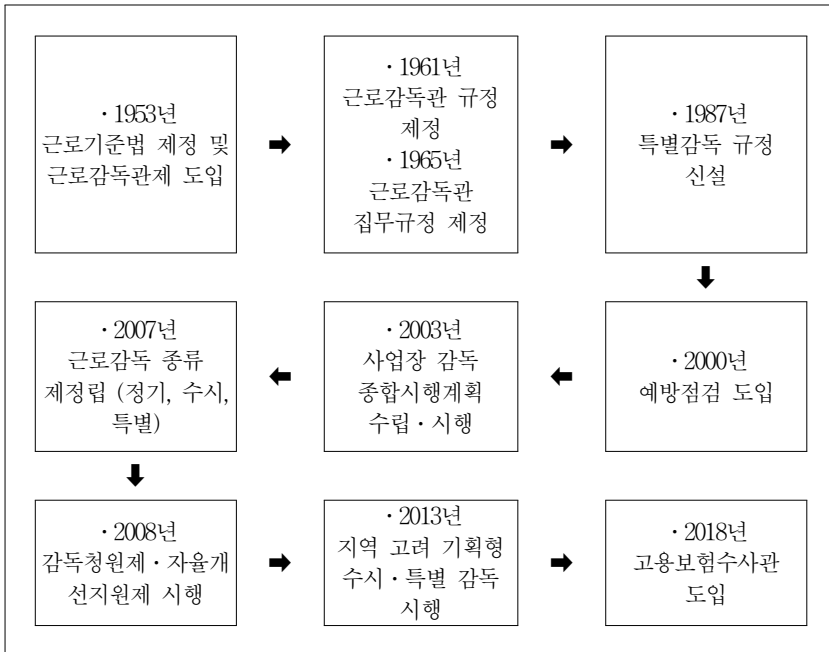 · 1953년
근로기준법 제정 및
근로감독관제 도입
· 1961년
근로감독관 규정
제정
· 1965년
근로감독관
집무규정 제정
· 1987년
특별감독 규정
신설
· 2000년
예방점검 도입
· 2003년
사업장 감독
종합시행계획
수립·시행
· 2007년
근로감독 종류
제정립 (정기, 수시,
특별)
· 2008년
감독청원제·자율개
선지원제 시행
· 2013년
지역 고려 기획형
수시·특별 감독
시행
· 2018년
고용보험수사관
도입